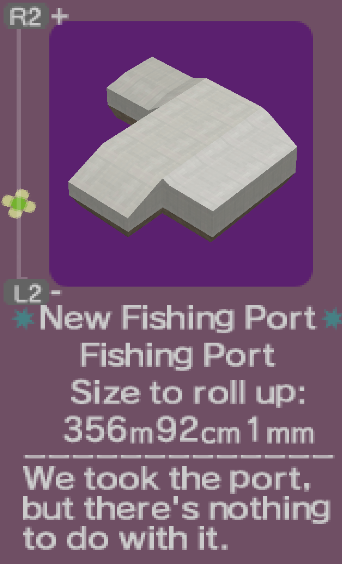 R2 +
L2 -
New Fishing Port
Fishing Port
Size to roll up:
356m92cm1mm
We took the port,
but there's nothing
to do with it.